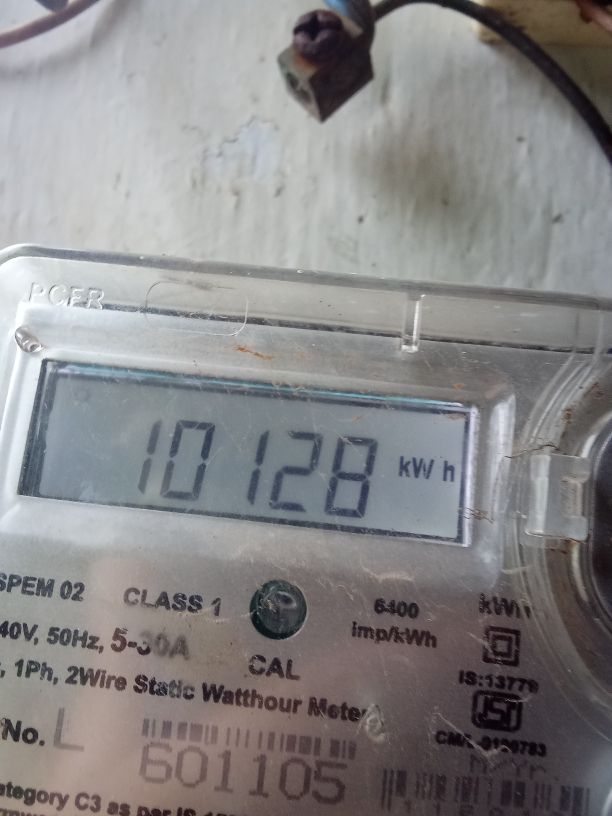 10128 kWh
SPEM 02 CLASS 1 6400 kWh
40V, 50Hz, 5-30A imp/kWh
1Ph, 2Wire Static Watthour Meter
CAL
IS:13779
ISI
No. L 601105
ategory C3 as per IS